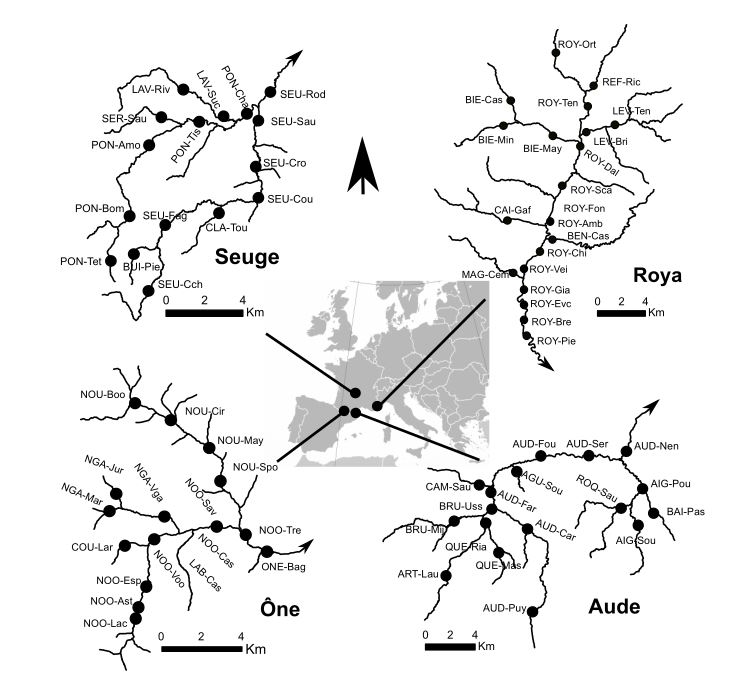 LAV-Riv
LAV-Suc
PON-Cha
SEU-Rod
SER-Sau
PON-Tis
SEU-Sau
PON-Amo
SEU-Cro
PON-Bom
SEU-Fag
SEU-Cou
CLA-Tou
PON-Tet
BUI-Pie
Seuge
SEU-Cch
0 2 4
Km
ROY-Ort
REF-Ric
BIE-Cas
ROY-Ten
LEV-Ten
BIE-Min
BIE-May
LEV-Bri
ROY-Dal
ROY-Sca
CAI-Gaf
ROY-Fon
ROY-Amb
BEN-Cas
ROY-Chi
MAG-Cem
ROY-Vei
Roya
ROY-Gia
ROY-Evc
0 2 4
Km
ROY-Bre
ROY-Pie
NOU-Boo
NOU-Cir
NOU-May
NOU-Spo
NGA-Jur
NGA-Vga
NGA-Mar
NOO-Sav
NOO-Tre
COU-Lar
NOO-Cas
ONE-Bag
NOO-Voo
LAB-Cas
NOO-Esp
NOO-Ast
NOO-Lac
Ône
0 2 4
Km
AUD-Nen
AUD-Fou
AUD-Ser
CAM-Sau
AGU-Sou
ROQ-Sau
AIG-Pou
BRU-Uss
AUD-Far
BAI-Pas
BRU-Mij
AUD-Car
QUE-Ria
AIG-Sou
QUE-Mas
ART-Lau
AUD-Puy
Aude
0 2 4
Km